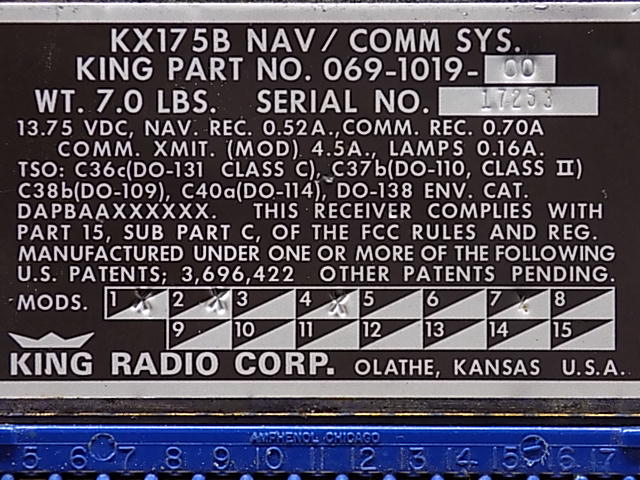 KX175B NAV/COMM SYS.
KING PART NO. 069-1019-00
WT. 7.0 LBS. SERIAL NO. 17253
13.75 VDC, NAV. REC. 0.52A.,COMM. REC. 0.70A
COMM. XMIT. (MOD) 4.5A., LAMPS 0.16A.
TSO: C36c(DO-131 CLASS C), C37b(DO-110, CLASS II)
C38b(DO-109), C40a(DO-114), DO-138 ENV. CAT.
DAPBAAXXXXXX. THIS RECEIVER COMPLIES WITH
PART 15, SUB PART C, OF THE FCC RULES AND REG.
MANUFACTURED UNDER ONE OR MORE OF THE FOLLOWING
U.S. PATENTS; 3,696,422 OTHER PATENTS PENDING.
MODS. 1 2 3 4 5 6 7 8
9 10 11 12 13 14 15
KING RADIO CORP. OLATHE, KANSAS U.S.A.
AMPHENOL CHICAGO
5 6 7 8 9 10 11 12 13 14 15 16 17